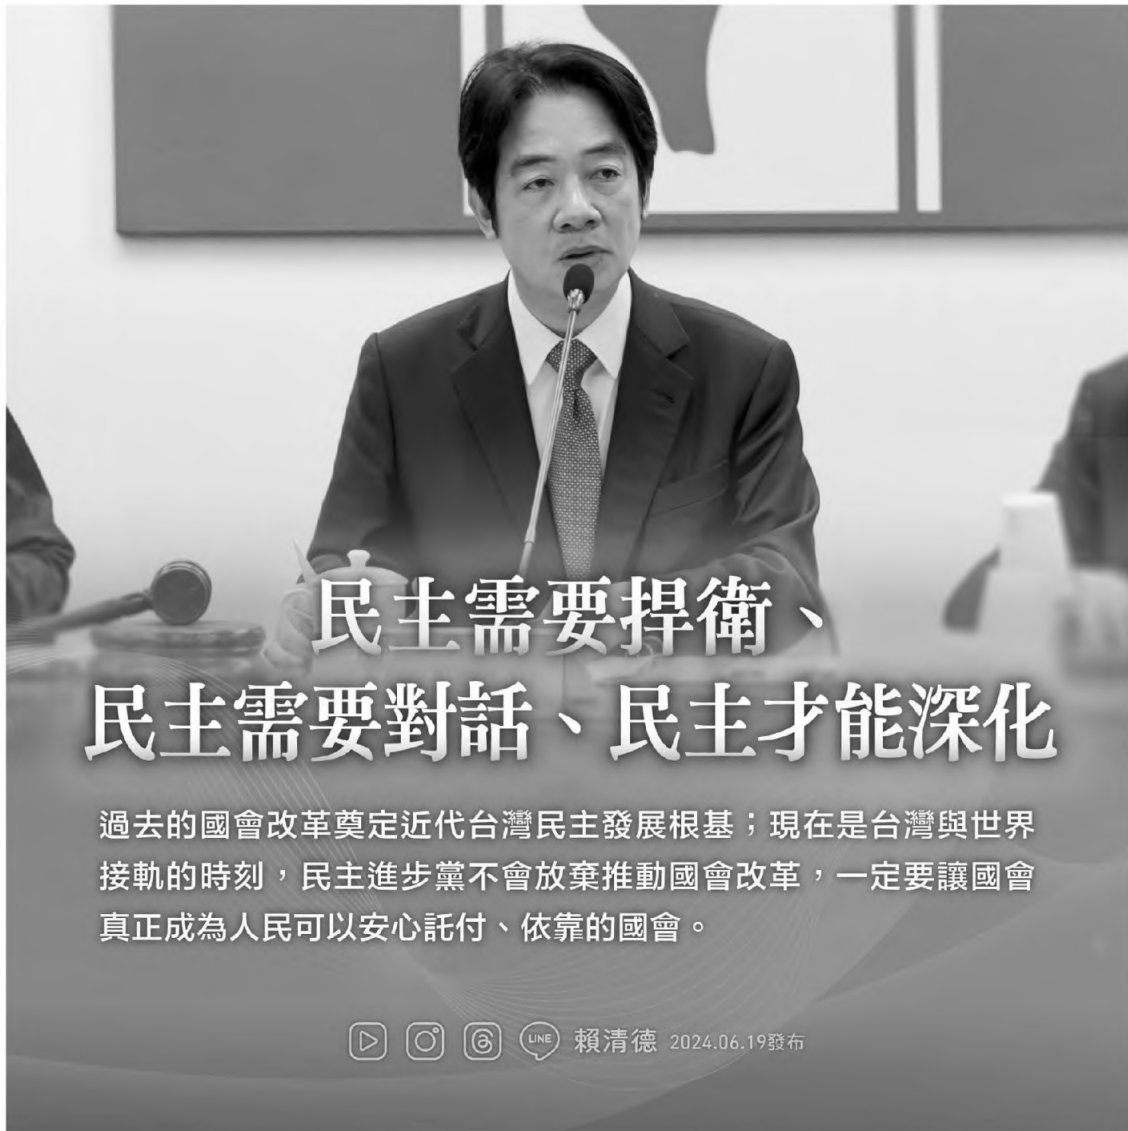 民主需要捍衛、
民主需要對話、民主才能深化
過去的國會改革奠定近代台灣民主發展根基；現在是台灣與世界
接軌的時刻，民主進步黨不會放棄推動國會改革，一定要讓國會
真正成為人民可以安心託付、依靠的國會。
LINE 賴清德 2024.06.19發布